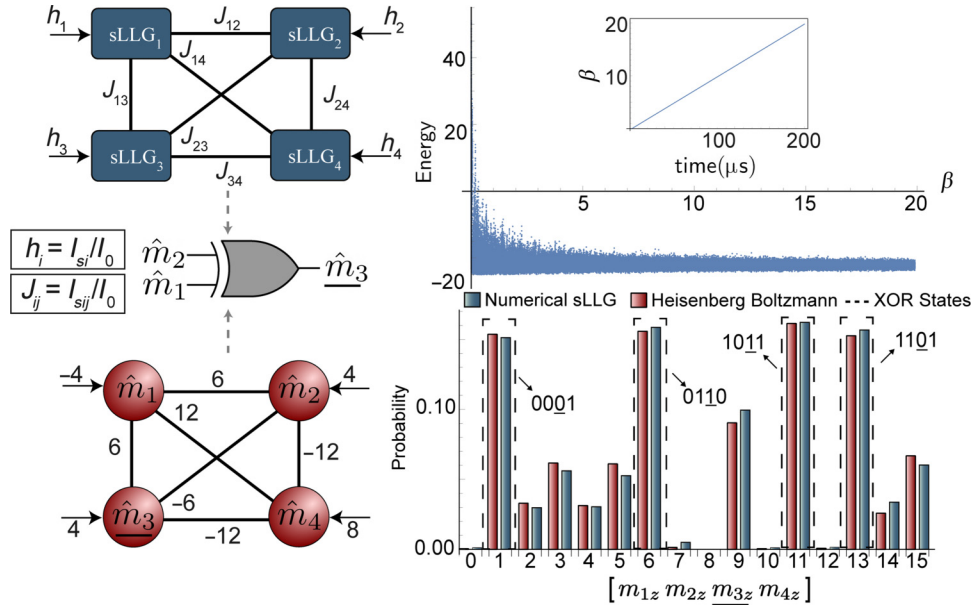 h1 sLLG1 J12 sLLG2 h2
J14
J13 J24
h3 sLLG3 J23 sLLG4 h4
J34
hi = Isi/I0
Jij = Isij/I0
m̂2
m̂1
m̂3
-4 m̂1 6 m̂2 4
12
6 -12
-6
4 m̂3 -12 m̂4 8
40
20
-20
Energy
5 10 15 20
β
20
10
β
100 200
time(μs)
Numerical sLLG Heisenberg Boltzmann XOR States
0.10
0.00
Probability
0001
0110
1011
1101
0 1 2 3 4 5 6 7 8 9 10 11 12 13 14 15
[m1z m2z m3z m4z]